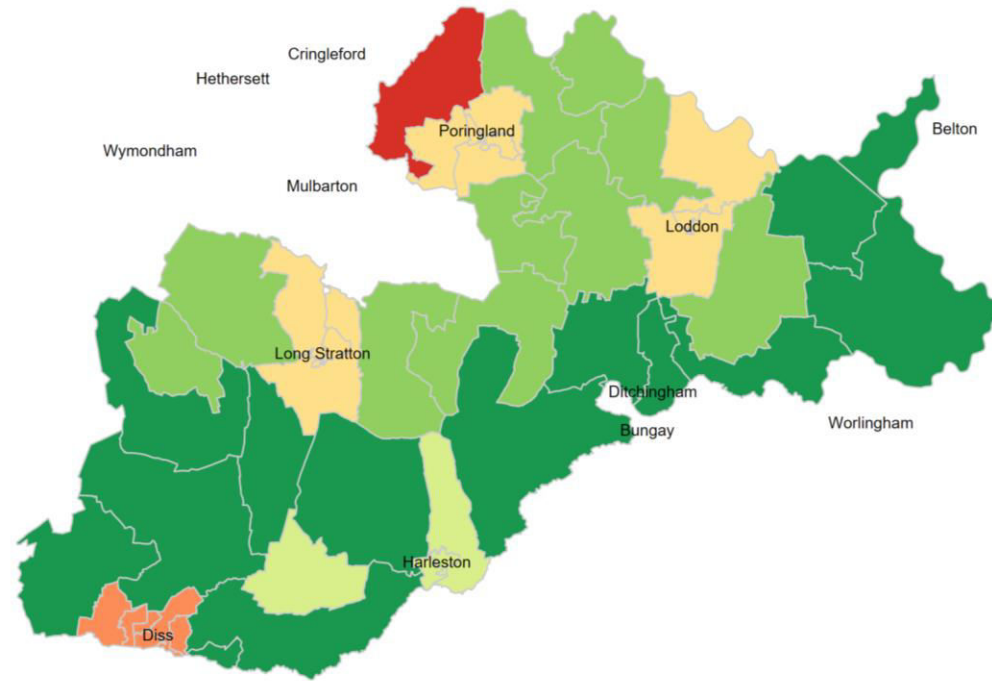 Cringleford
Hethersett
Poringland
Belton
Wymondham
Mulbarton
Loddon
Long Stratton
Ditchingham
Worlingham
Bungay
Harleston
Diss